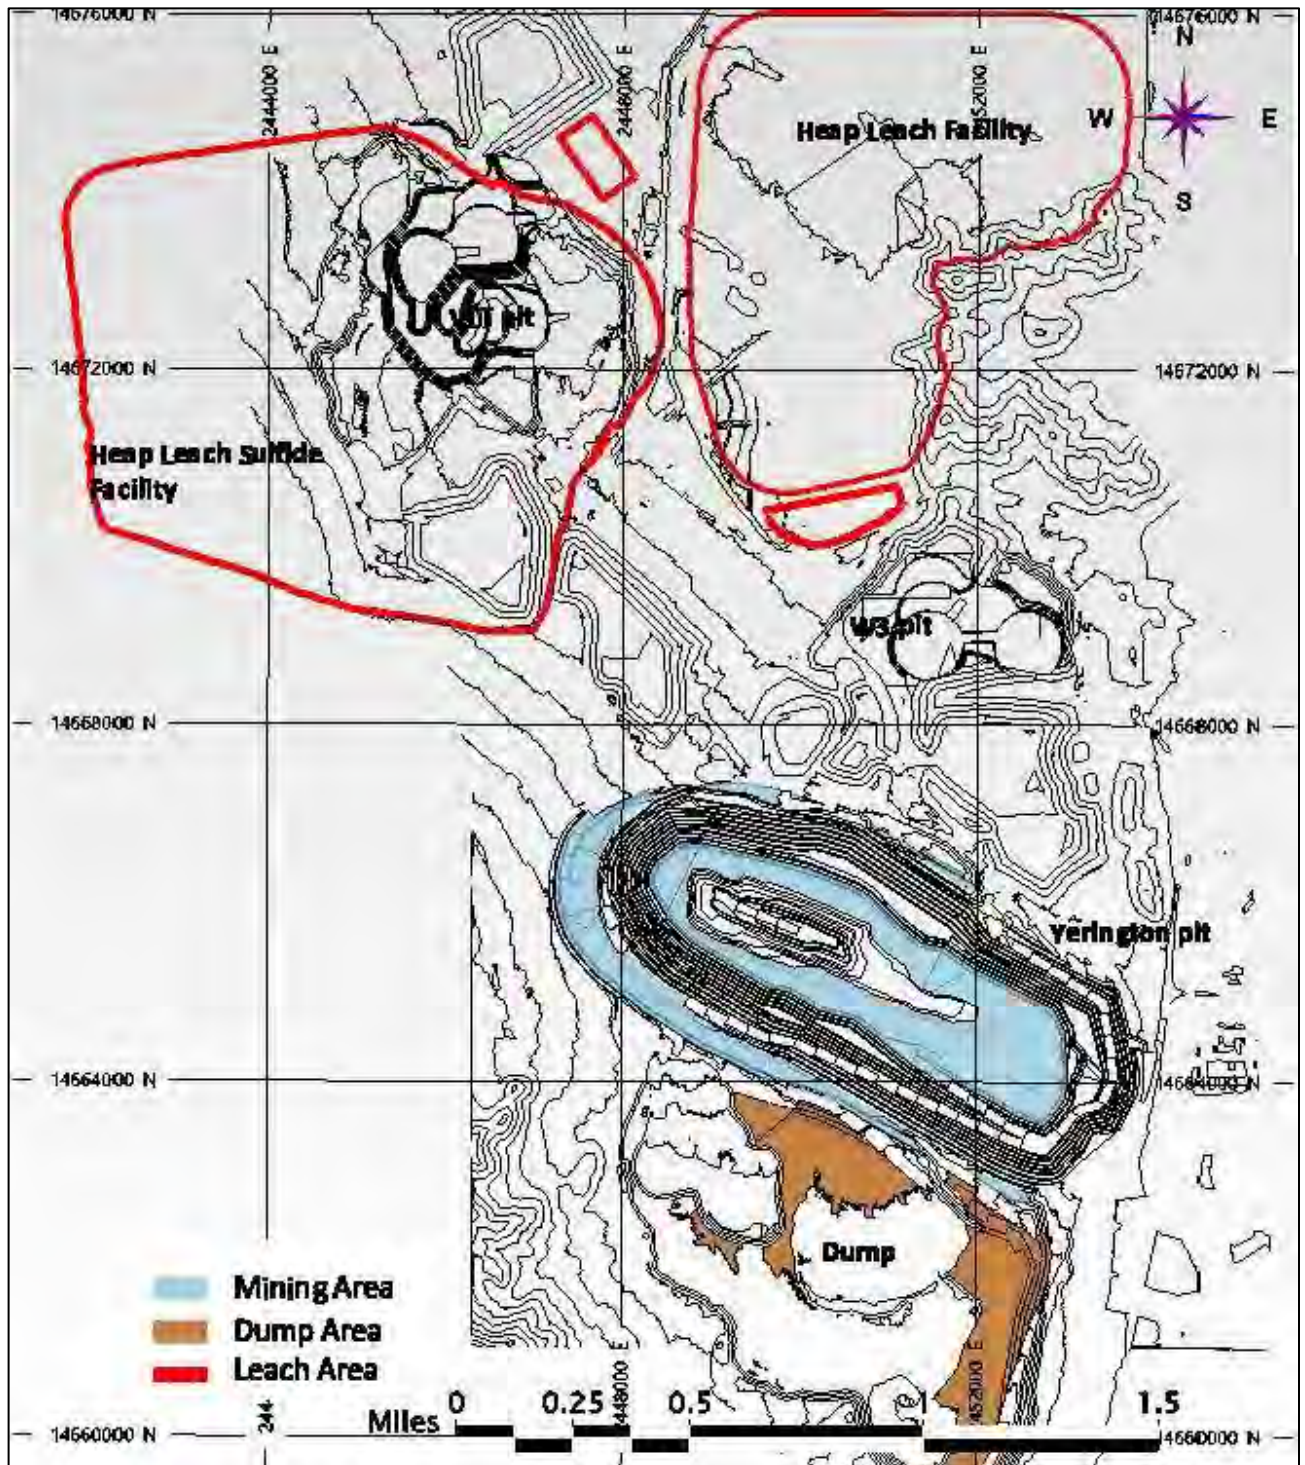 14676000 N
14676000 N
N
2444000 E
2448000 E
2452000 E
Heap Leach Facility
W
E
S
pit
14672000 N
14672000 N
Heap Leach Sulfide
Facility
W3 pit
14668000 N
14668000 N
Yerington pit
14664000 N
14664000 N
Dump
Mining Area
Dump Area
Leach Area
244
2448000 E
2452000 E
Miles
0
0.25
0.5
1
1.5
14660000 N
14660000 N